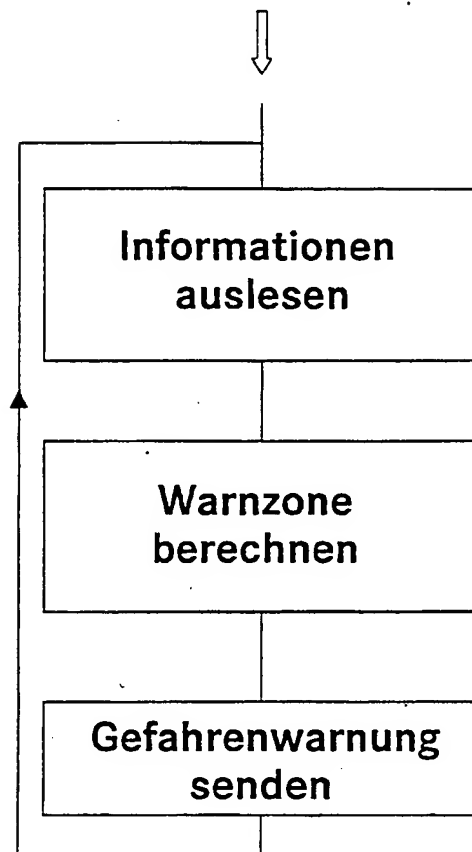 Informationen
auslesen
Warnzone
berechnen
Gefahrenwarnung
senden